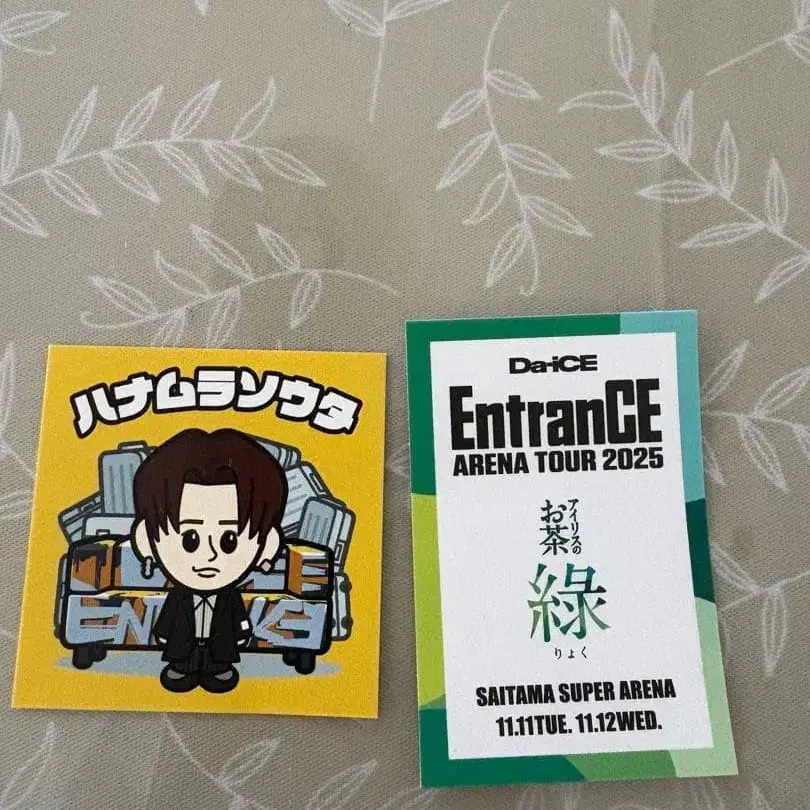 ハナムラソウタ
ENTRANCE
Da-iCE
EntranCE
ARENA TOUR 2025
アイリスの
お茶
緑
りょく
SAITAMA SUPER ARENA
11.11TUE. 11.12WED.